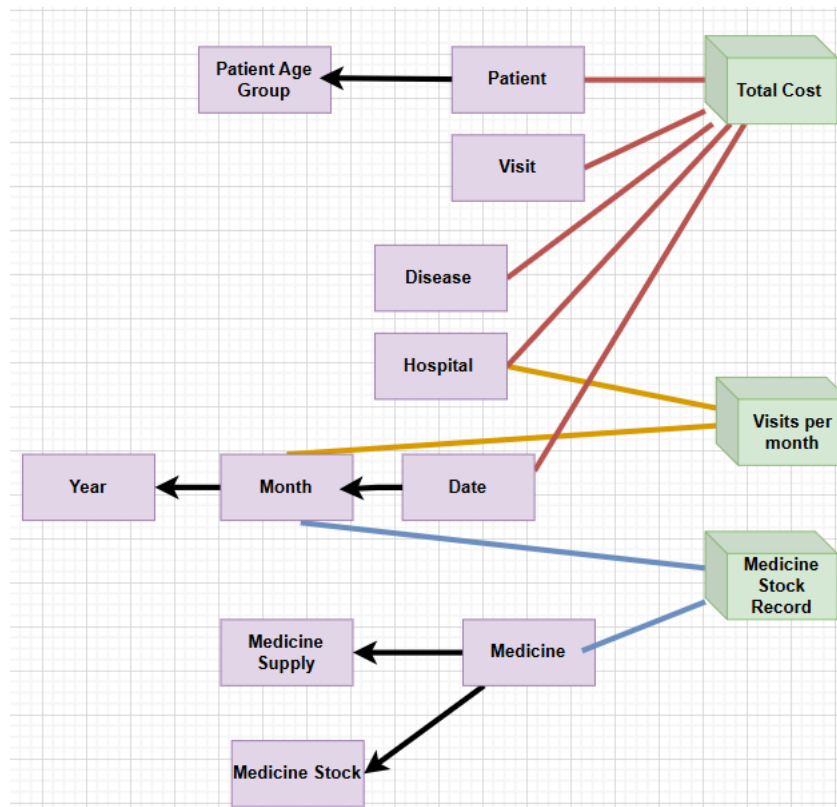 Patient Age
Group
Patient
Total Cost
Visit
Disease
Hospital
Visits per
month
Year
Month
Date
Medicine
Stock
Record
Medicine
Supply
Medicine
Medicine Stock